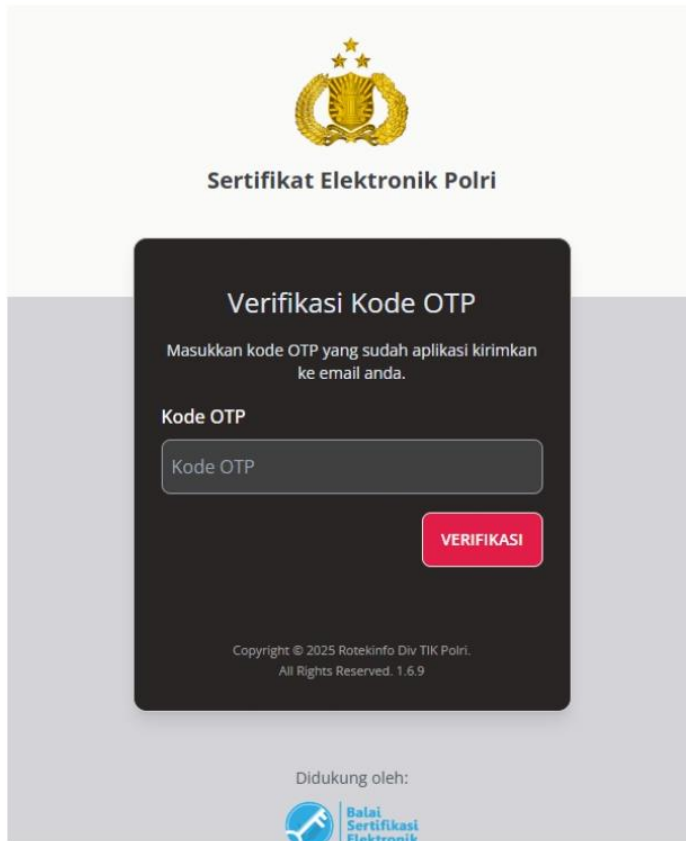 Sertifikat Elektronik Polri
Verifikasi Kode OTP
Masukkan kode OTP yang sudah aplikasi kirimkan
ke email anda.
Kode OTP
Kode OTP
VERIFIKASI
Copyright © 2025 Rotekinfo Div TIK Polri.
All Rights Reserved. 1.6.9
Didukung oleh:
Balai
Sertifikasi
Elektronik